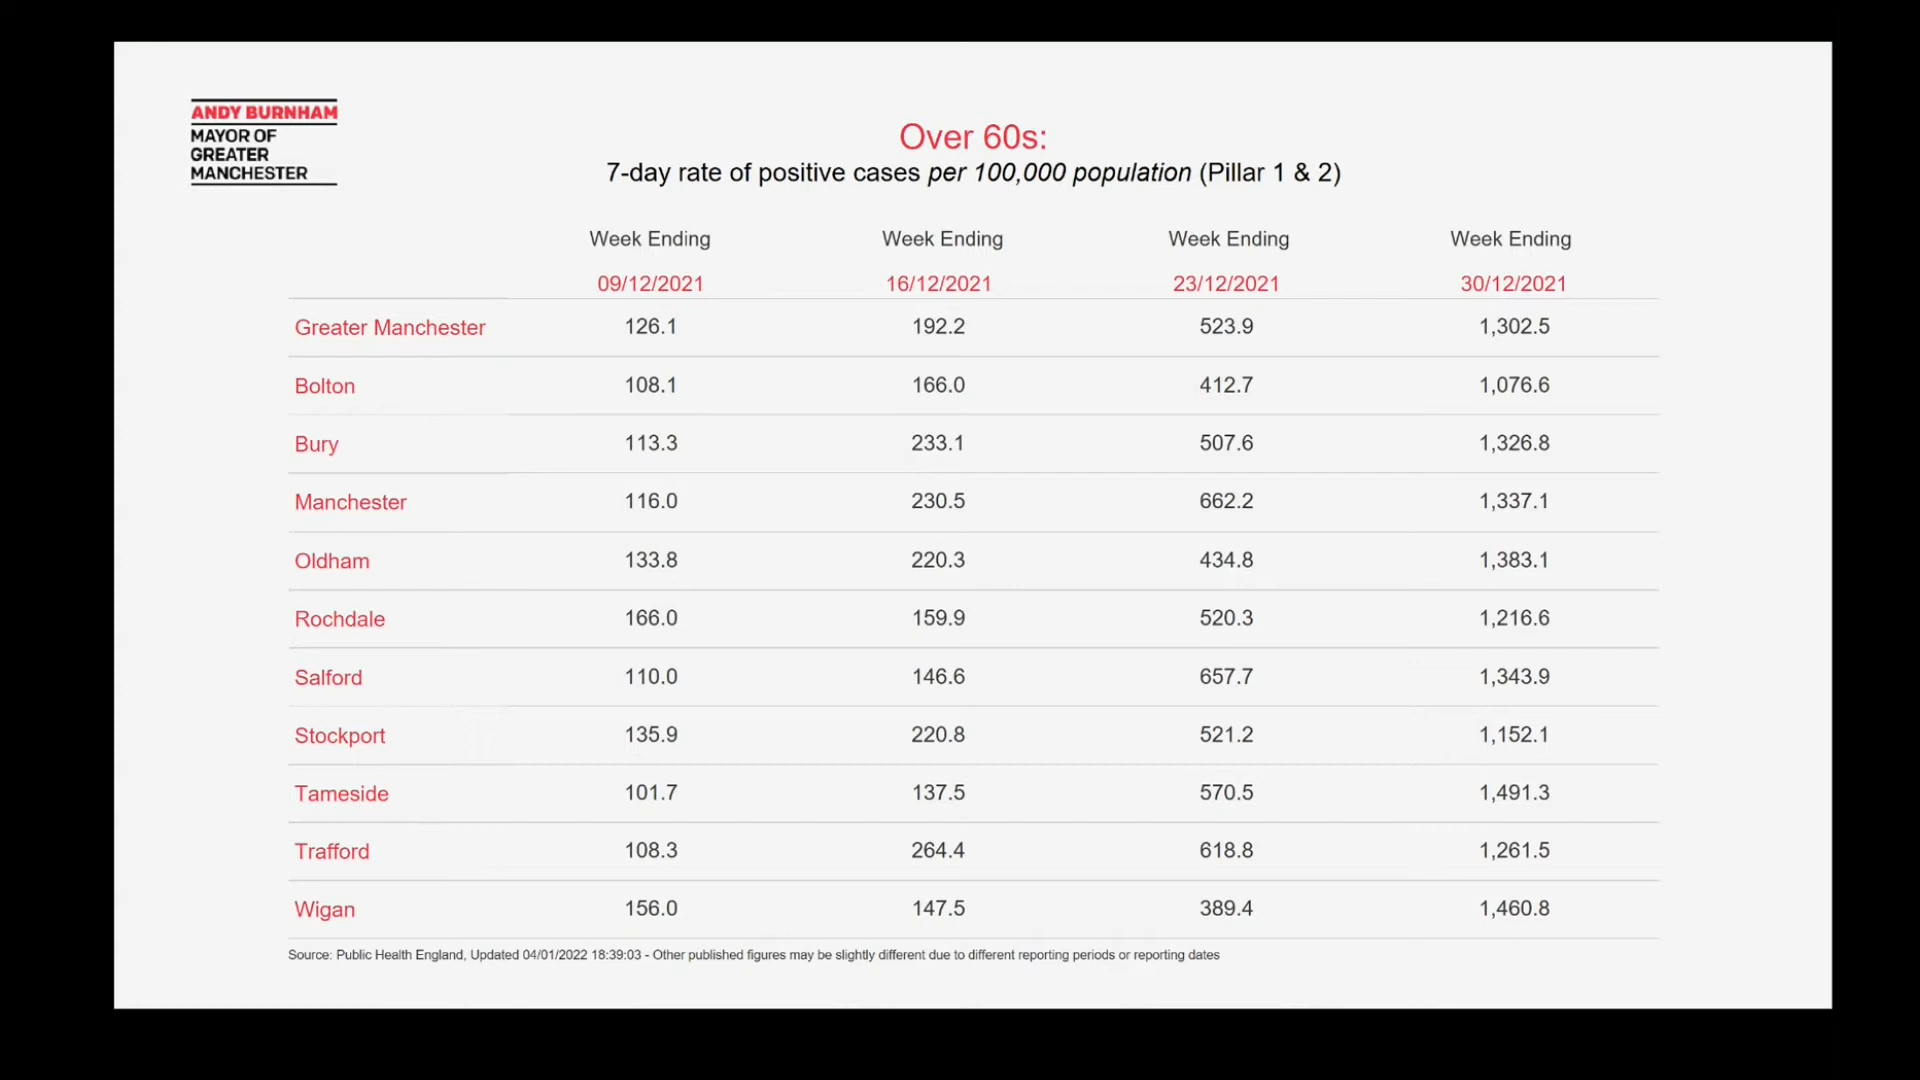 ANDY BURNHAM
MAYOR OF
GREATER
MANCHESTER
Over 60s:
7-day rate of positive cases per 100,000 population (Pillar 1 & 2)
Week Ending Week Ending Week Ending Week Ending
09/12/2021 16/12/2021 23/12/2021 30/12/2021
Greater Manchester 126.1 192.2 523.9 1,302.5
Bolton 108.1 166.0 412.7 1,076.6
Bury 113.3 233.1 507.6 1,326.8
Manchester 116.0 230.5 662.2 1,337.1
Oldham 133.8 220.3 434.8 1,383.1
Rochdale 166.0 159.9 520.3 1,216.6
Salford 110.0 146.6 657.7 1,343.9
Stockport 135.9 220.8 521.2 1,152.1
Tameside 101.7 137.5 570.5 1,491.3
Trafford 108.3 264.4 618.8 1,261.5
Wigan 156.0 147.5 389.4 1,460.8
Source: Public Health England, Updated 04/01/2022 18:39:03 - Other published figures may be slightly different due to different reporting periods or reporting dates